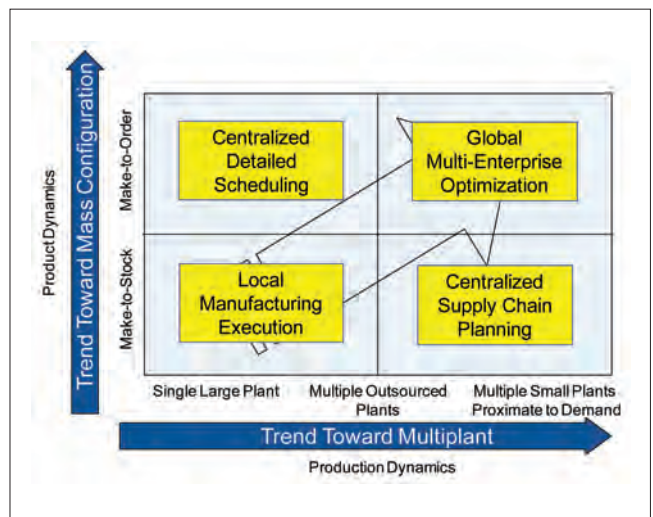 Product Dynamics
Trend Toward Mass Configuration
Make-to-Order
Make-to-Stock
Centralized
Detailed
Scheduling
Global
Multi-Enterprise
Optimization
Local
Manufacturing
Execution
Centralized
Supply Chain
Planning
Single Large Plant
Multiple Outsourced
Plants
Multiple Small Plants
Proximate to Demand
Trend Toward Multiplant
Production Dynamics